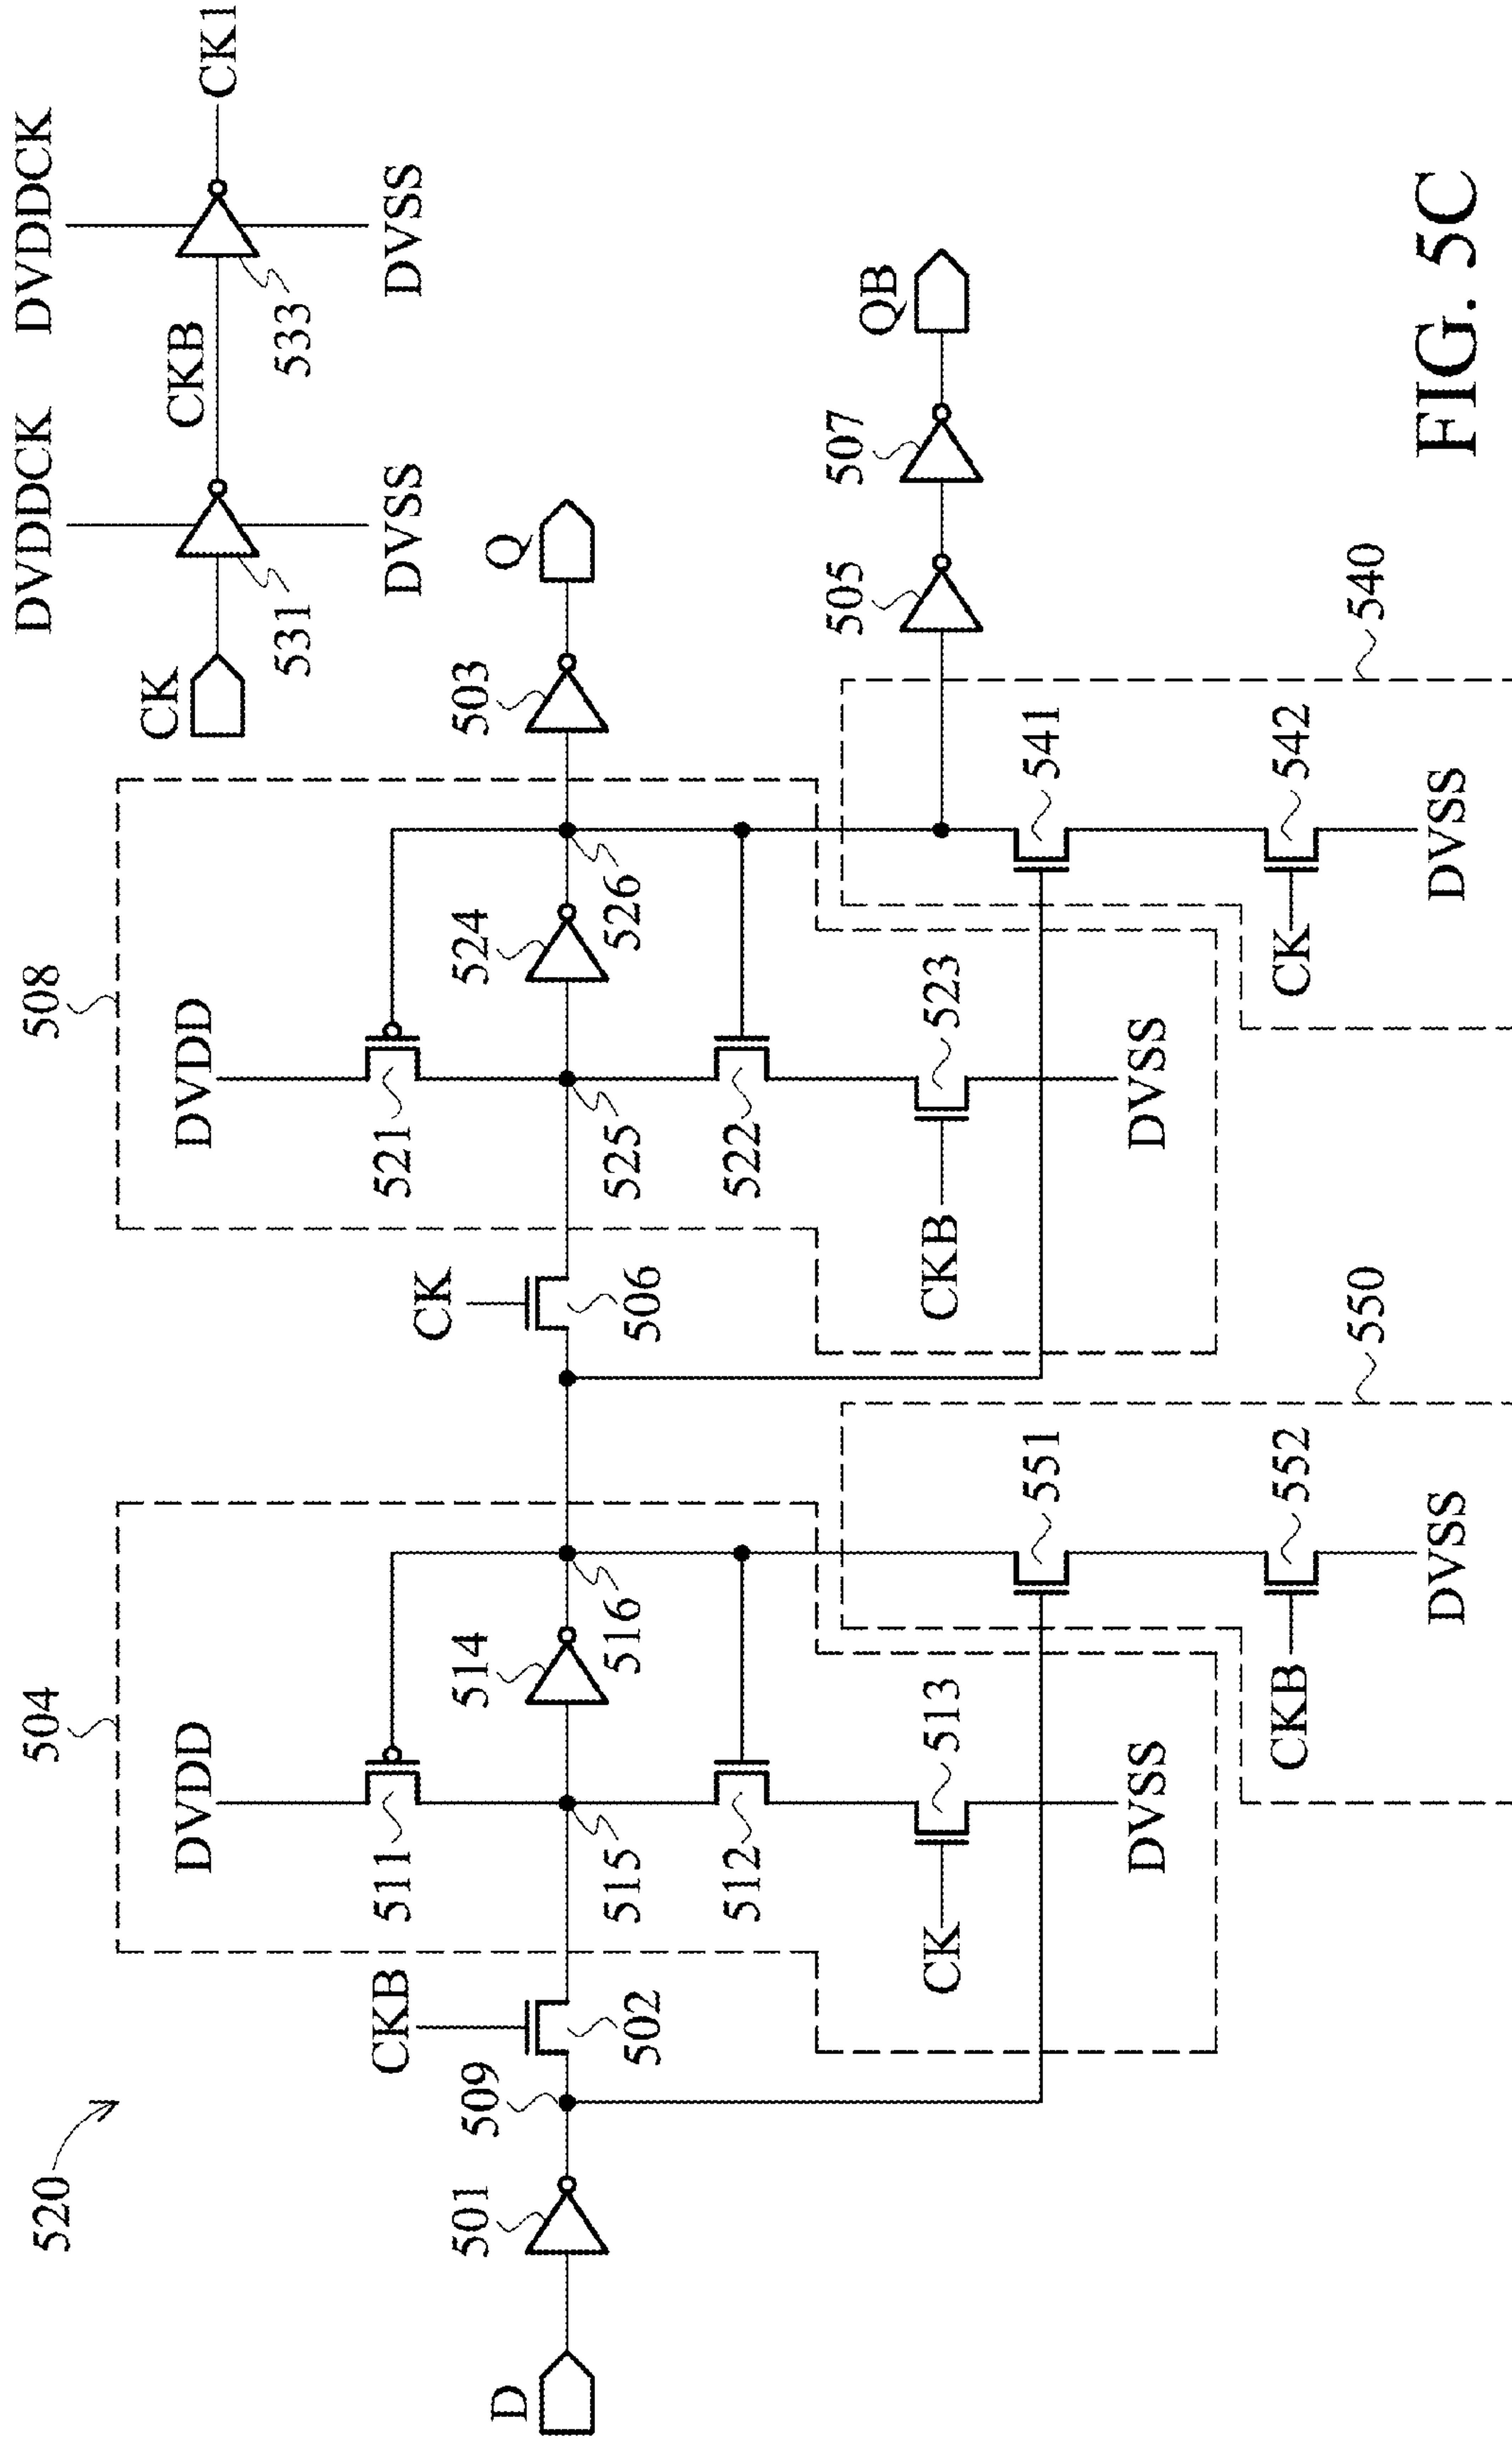 520
504
508
DVDD
DVDD
DVDDCK
DVDDCK
CK
CKB
CK1
531
533
DVSS
DVSS
511
521
CKB
CK
D
501
509
514
524
503
Q
502
515
516
506
525
526
512
522
CK
513
CKB
523
505
507
QB
551
541
DVSS
DVSS
CKB
552
CK
542
550
540
DVSS
DVSS
FIG. 5C